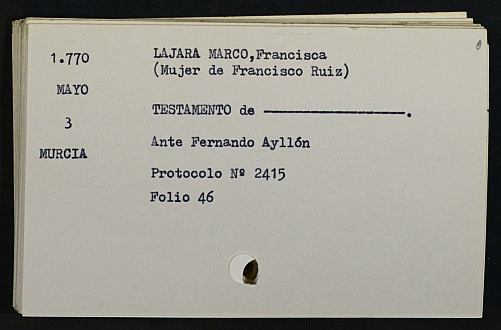 1.770
MAYO
3
MURCIA
LAJARA MARCO,Francisca
(Mujer de Francisco Ruiz)
TESTAMENTO de ———————————.
Ante Fernando Ayllón
Protocolo Nº 2415
Folio 46